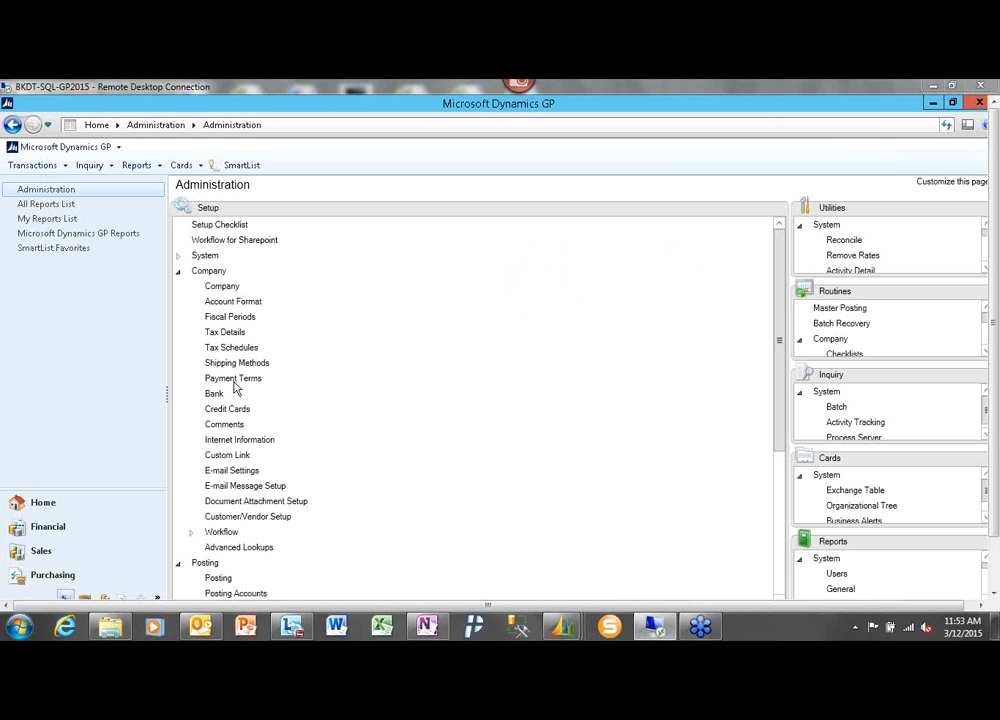 BKDT-SQL-GP2015 - Remote Desktop Connection
Microsoft Dynamics GP
Home Administration Administration
Microsoft Dynamics GP
Transactions Inquiry Reports Cards SmartList
Administration
All Reports List
My Reports List
Microsoft Dynamics GP Reports
SmartList Favorites
Home
Financial
Sales
Purchasing
»
Administration
Customize this page
Setup
Setup Checklist
Workflow for Sharepoint
System
Company
Company
Account Format
Fiscal Periods
Tax Details
Tax Schedules
Shipping Methods
Payment Terms
Bank
Credit Cards
Comments
Internet Information
Custom Link
E-mail Settings
E-mail Message Setup
Document Attachment Setup
Customer/Vendor Setup
Workflow
Advanced Lookups
Posting
Posting
Posting Accounts
Utilities
System
Reconcile
Remove Rates
Activity Detail
Routines
Master Posting
Batch Recovery
Company
Checklists
Inquiry
System
Batch
Activity Tracking
Process Server
Cards
System
Exchange Table
Organizational Tree
Business Alerts
Reports
System
Users
General
11:53 AM
3/12/2015